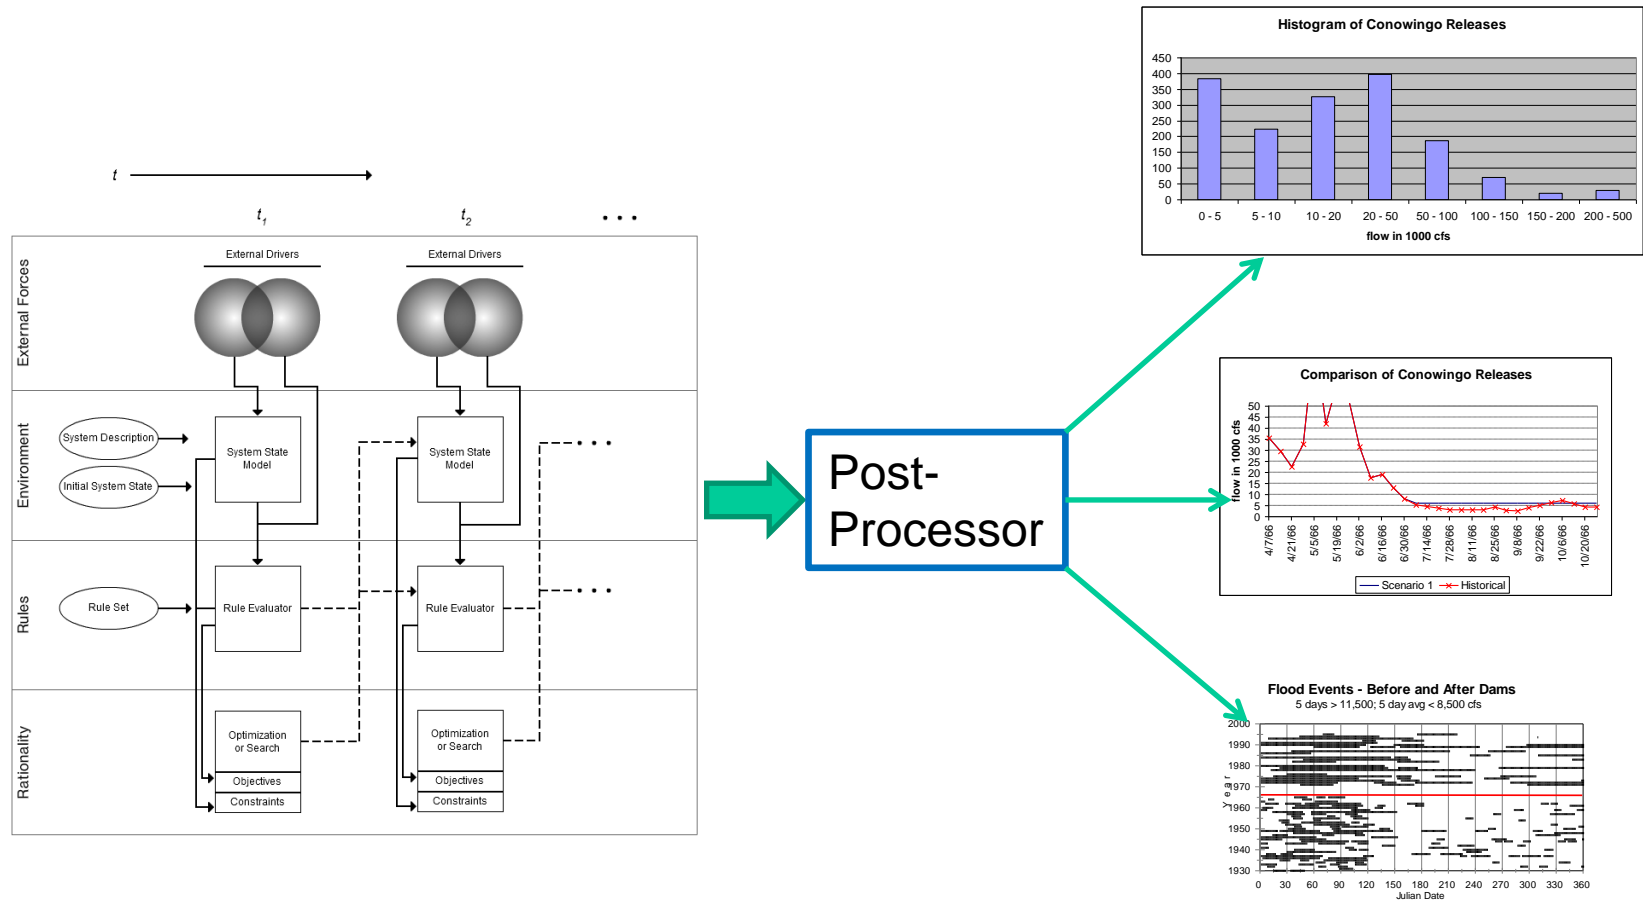 t
t1
t2
• • •
External Forces
External Drivers
External Drivers
Environment
System Description
Initial System State
System State
Model
System State
Model
• • •
Rules
Rule Set
Rule Evaluator
Rule Evaluator
• • •
Rationality
Optimization
or Search
Objectives
Constraints
Optimization
or Search
Objectives
Constraints
Post-
Processor
Histogram of Conowingo Releases
450
400
350
300
250
200
150
100
50
0
0 - 5 5 - 10 10 - 20 20 - 50 50 - 100 100 - 150 150 - 200 200 - 500
flow in 1000 cfs
Comparison of Conowingo Releases
flow in 1000 cfs
50
45
40
35
30
25
20
15
10
5
0
4/7/66 4/21/66 5/5/66 5/19/66 6/2/66 6/16/66 6/30/66 7/14/66 7/28/66 8/11/66 8/25/66 9/8/66 9/22/66 10/6/66 10/20/66
Scenario 1 Historical
Flood Events - Before and After Dams
5 days > 11,500; 5 day avg < 8,500 cfs
Year
2000
1990
1980
1970
1960
1950
1940
1930
0 30 60 90 120 150 180 210 240 270 300 330 360
Julian Date